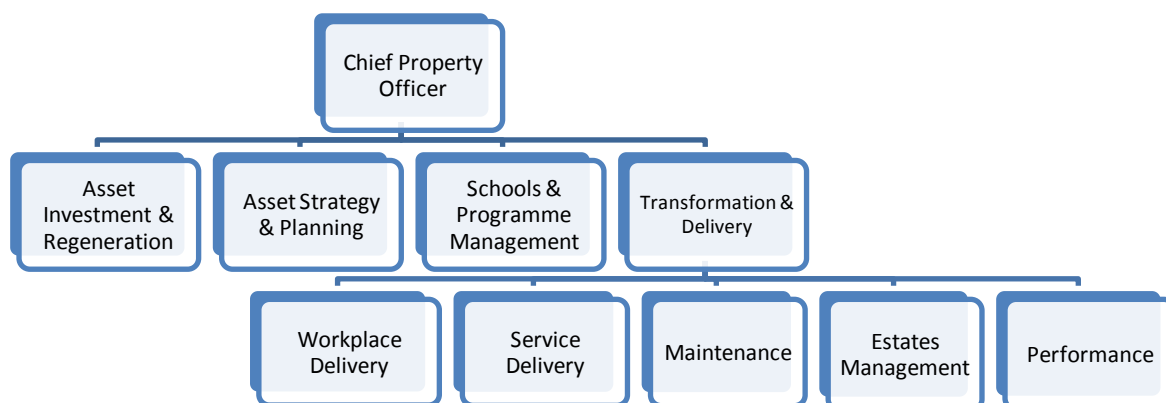 Chief Property
Officer
Asset
Investment &
Regeneration
Asset Strategy
& Planning
Schools &
Programme
Management
Transformation &
Delivery
Workplace
Delivery
Service
Delivery
Maintenance
Estates
Management
Performance